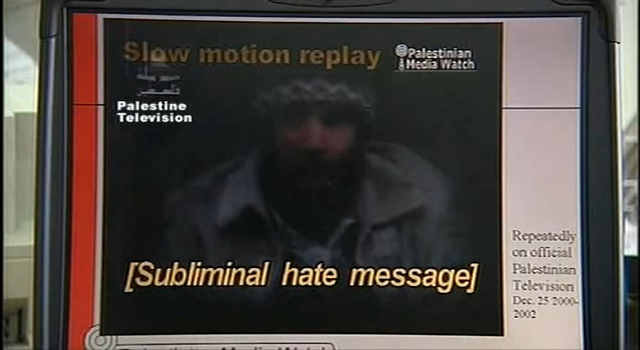 Slow motion replay
Palestinian
Media Watch
فلسطين
Palestine
Television
[Subliminal hate message]
Repeatedly
on official
Palestinian
Television
Dec. 25 2000-
2002